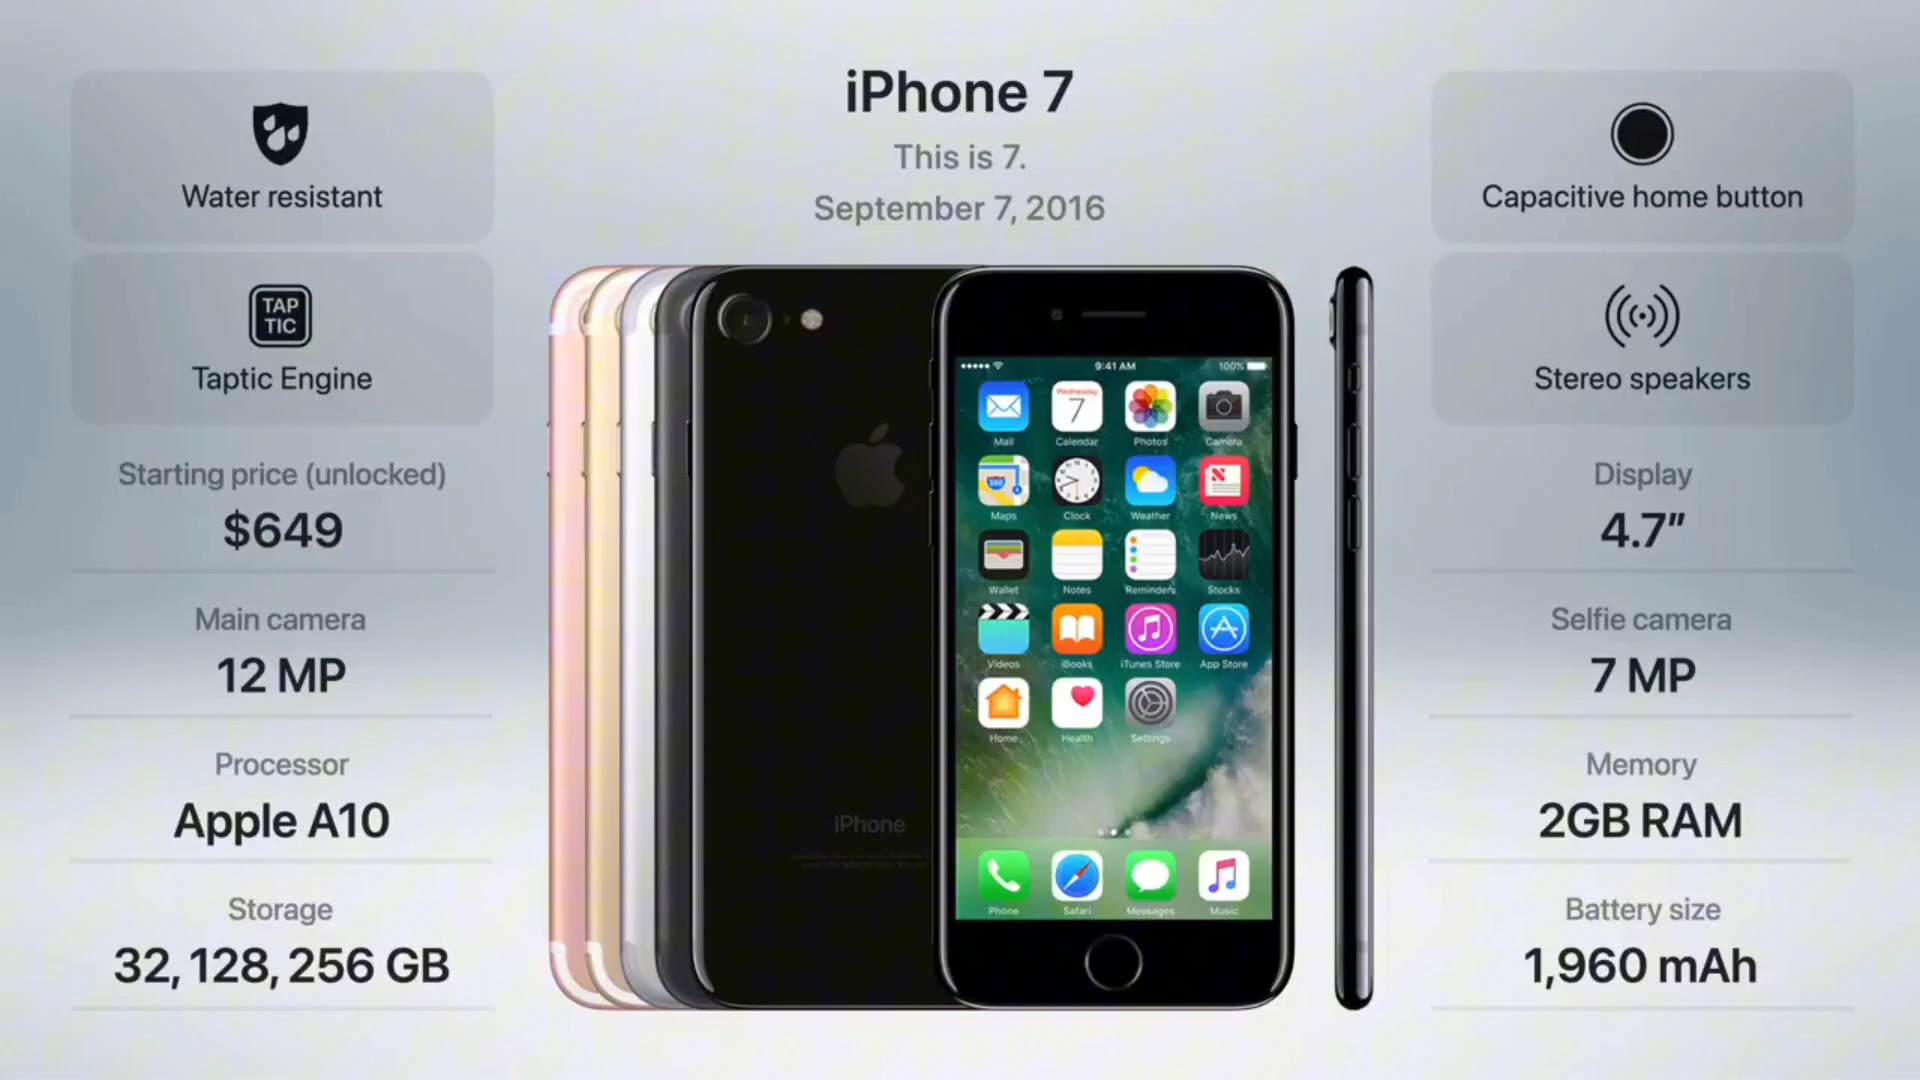 iPhone 7
This is 7.
September 7, 2016
Water resistant
TAP
TIC
Taptic Engine
Starting price (unlocked)
$649
Main camera
12 MP
Processor
Apple A10
Storage
32, 128, 256 GB
iPhone
9:41 AM
100%
Wednesday
7
Mail
Calendar
Photos
Camera
280
Maps
Clock
Weather
News
Wallet
Notes
Reminders
Stocks
Videos
iBooks
iTunes Store
App Store
Home
Health
Settings
Phone
Safari
Messages
Music
Capacitive home button
Stereo speakers
Display
4.7″
Selfie camera
7 MP
Memory
2GB RAM
Battery size
1,960 mAh